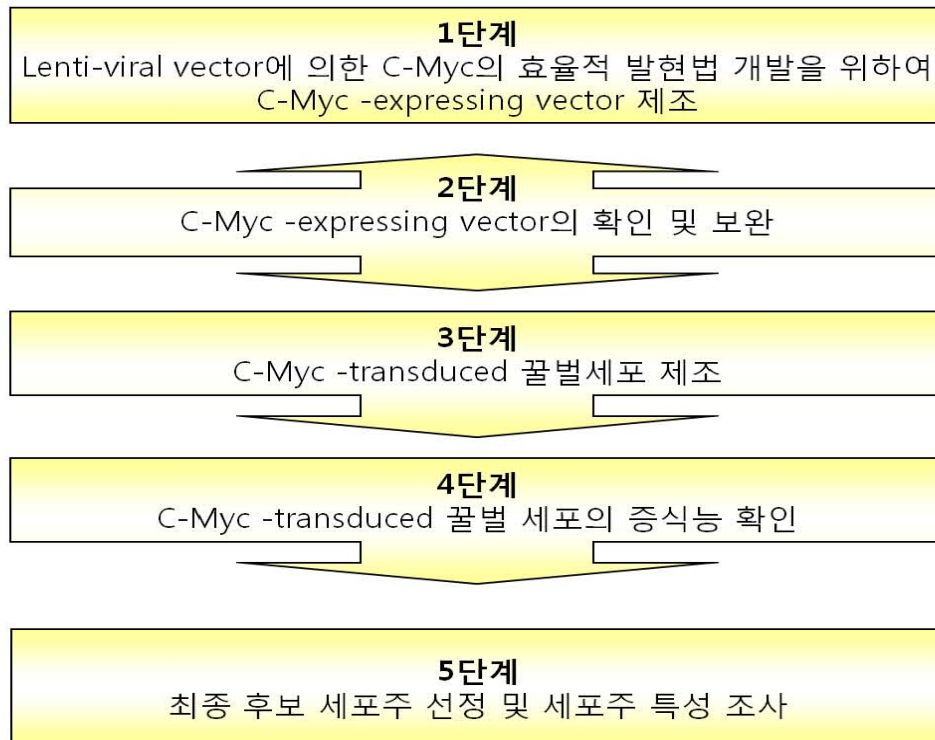 1단계
Lenti-viral vector에 의한 C-Myc의 효율적 발현법 개발을 위하여
C-Myc -expressing vector 제조
2단계
C-Myc -expressing vector의 확인 및 보완
3단계
C-Myc -transduced 꿀벌세포 제조
4단계
C-Myc -transduced 꿀벌 세포의 증식능 확인
5단계
최종 후보 세포주 선정 및 세포주 특성 조사